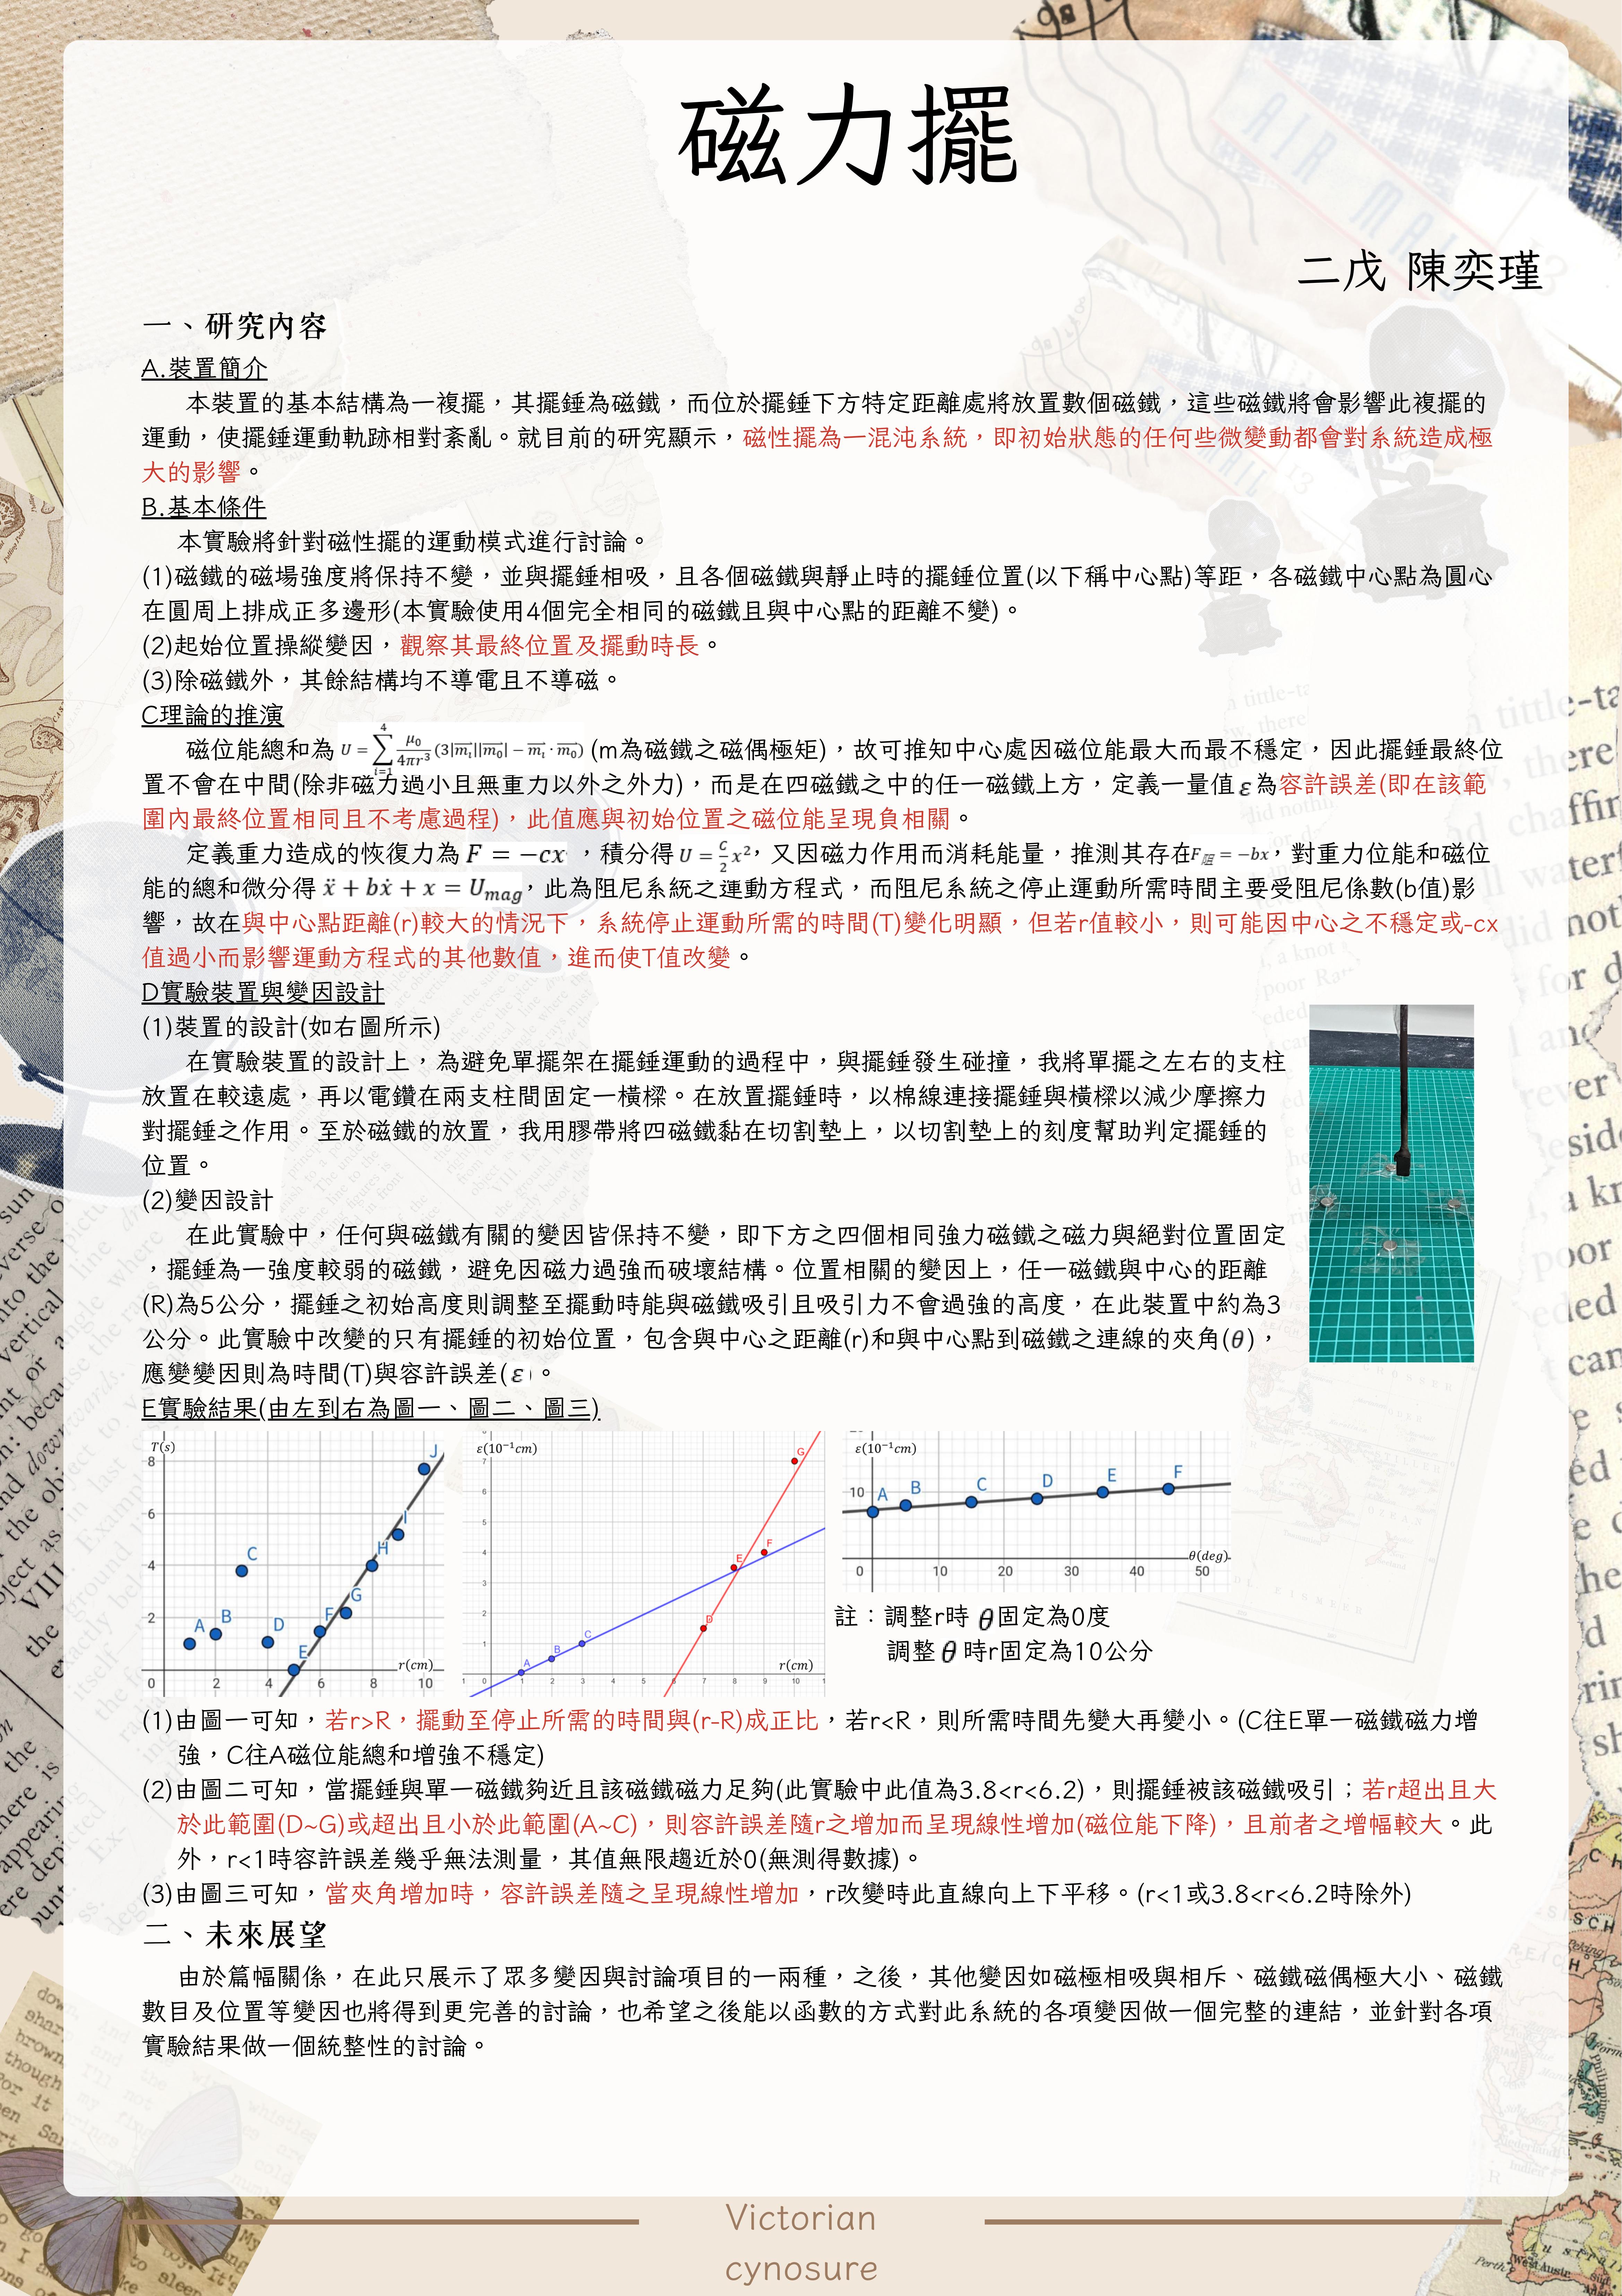 磁力擺
二戊 陳奕瑾
一、研究內容
A.裝置簡介
本裝置的基本結構為一複擺，其擺錘為磁鐵，而位於擺錘下方特定距離處將放置數個磁鐵，這些磁鐵將會影響此複擺的
運動，使擺錘運動軌跡相對紊亂。就目前的研究顯示，磁性擺為一混沌系統，即初始狀態的任何些微變動都會對系統造成極
大的影響。
B.基本條件
本實驗將針對磁性擺的運動模式進行討論。
(1)磁鐵的磁場強度將保持不變，並與擺錘相吸，且各個磁鐵與靜止時的擺錘位置(以下稱中心點)等距，各磁鐵中心點為圓心
在圓周上排成正多邊形(本實驗使用4個完全相同的磁鐵且與中心點的距離不變)。
(2)起始位置操縱變因，觀察其最終位置及擺動時長。
(3)除磁鐵外，其餘結構均不導電且不導磁。
C理論的推演
磁位能總和為 U = \sum_{i=1}^{4} \frac{μ_0}{4πr^3} (3|\vec{m_i}||\vec{m_0}| − \vec{m_i} · \vec{m_0}) (m為磁鐵之磁偶極矩)，故可推知中心處因磁位能最大而最不穩定，因此擺錘最終位
置不會在中間(除非磁力過小且無重力以外之外力)，而是在四磁鐵之中的任一磁鐵上方，定義一量值 ε 為容許誤差(即在該範
圍內最終位置相同且不考慮過程)，此值應與初始位置之磁位能呈現負相關。
定義重力造成的恢復力為 F = −cx ，積分得 U = \frac{c}{2}x²，又因磁力作用而消耗能量，推測其存在F阻 = −bx，對重力位能和磁位
能的總和微分得 ẍ + bẋ + x = U_{mag}，此為阻尼系統之運動方程式，而阻尼系統之停止運動所需時間主要受阻尼係數(b值)影
響，故在與中心點距離(r)較大的情況下，系統停止運動所需的時間(T)變化明顯，但若r值較小，則可能因中心之不穩定或-cx
值過小而影響運動方程式的其他數值，進而使T值改變。
D實驗裝置與變因設計
(1)裝置的設計(如右圖所示)
在實驗裝置的設計上，為避免單擺架在擺錘運動的過程中，與擺錘發生碰撞，我將單擺之左右的支柱
放置在較遠處，再以電鑽在兩支柱間固定一橫樑。在放置擺錘時，以棉線連接擺錘與橫樑以減少摩擦力
對擺錘之作用。至於磁鐵的放置，我用膠帶將四磁鐵黏在切割墊上，以切割墊上的刻度幫助判定擺錘的
位置。
(2)變因設計
在此實驗中，任何與磁鐵有關的變因皆保持不變，即下方之四個相同強力磁鐵之磁力與絕對位置固定
，擺錘為一強度較弱的磁鐵，避免因磁力過強而破壞結構。位置相關的變因上，任一磁鐵與中心的距離
(R)為5公分，擺錘之初始高度則調整至擺動時能與磁鐵吸引且吸引力不會過強的高度，在此裝置中約為3
公分。此實驗中改變的只有擺錘的初始位置，包含與中心之距離(r)和與中心點到磁鐵之連線的夾角(θ)，
應變變因則為時間(T)與容許誤差(ε)。
E實驗結果(由左到右為圖一、圖二、圖三)
T(s)
8
6
4
2
0 2 4 6 8 10
r(cm)
A B C D E F G H I J
ε(10⁻¹cm)
7
6
5
4
3
2
1
1 0 1 2 3 4 5 6 7 8 9 10 1
r(cm)
A B C D E F G
ε(10⁻¹cm)
10
0 10 20 30 40 50
θ(deg)
A B C D E F
註：調整r時 θ固定為0度
調整 θ 時r固定為10公分
(1)由圖一可知，若r>R，擺動至停止所需的時間與(r-R)成正比，若r<R，則所需時間先變大再變小。(C往E單一磁鐵磁力增
強，C往A磁位能總和增強不穩定)
(2)由圖二可知，當擺錘與單一磁鐵夠近且該磁鐵磁力足夠(此實驗中此值為3.8<r<6.2)，則擺錘被該磁鐵吸引；若r超出且大
於此範圍(D~G)或超出且小於此範圍(A~C)，則容許誤差隨r之增加而呈現線性增加(磁位能下降)，且前者之增幅較大。此
外，r<1時容許誤差幾乎無法測量，其值無限趨近於0(無測得數據)。
(3)由圖三可知，當夾角增加時，容許誤差隨之呈現線性增加，r改變時此直線向上下平移。(r<1或3.8<r<6.2時除外)
二、未來展望
由於篇幅關係，在此只展示了眾多變因與討論項目的一兩種，之後，其他變因如磁極相吸與相斥、磁鐵磁偶極大小、磁鐵
數目及位置等變因也將得到更完善的討論，也希望之後能以函數的方式對此系統的各項變因做一個完整的連結，並針對各項
實驗結果做一個統整性的討論。
Victorian
cynosure